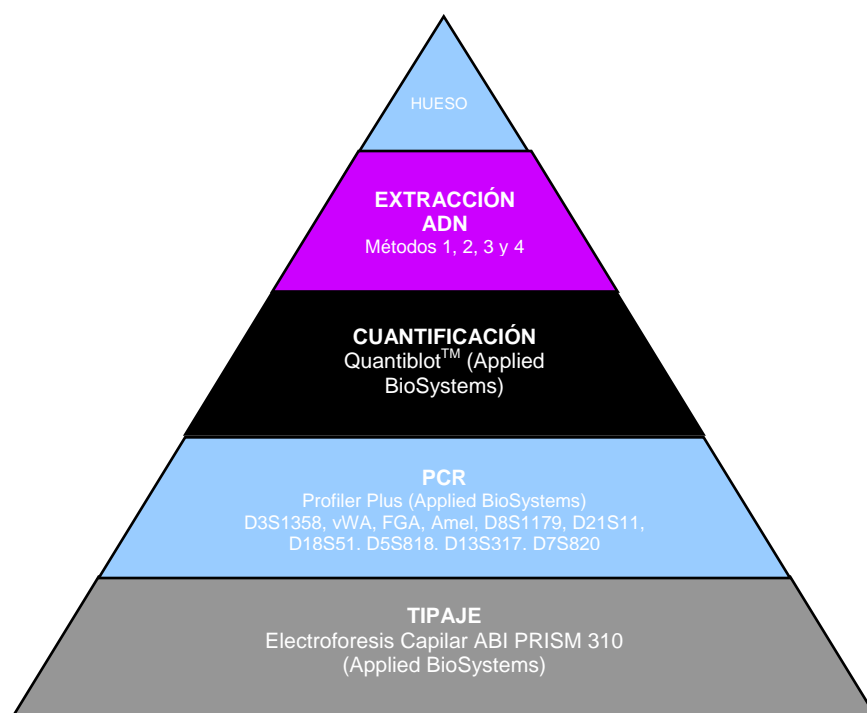 HUESO
EXTRACCIÓN
ADN
Métodos 1, 2, 3 y 4
CUANTIFICACIÓN
Quantiblot™ (Applied
BioSystems)
PCR
Profiler Plus (Applied BioSystems)
D3S1358, vWA, FGA, Amel, D8S1179, D21S11,
D18S51. D5S818. D13S317. D7S820
TIPAJE
Electroforesis Capilar ABI PRISM 310
(Applied BioSystems)